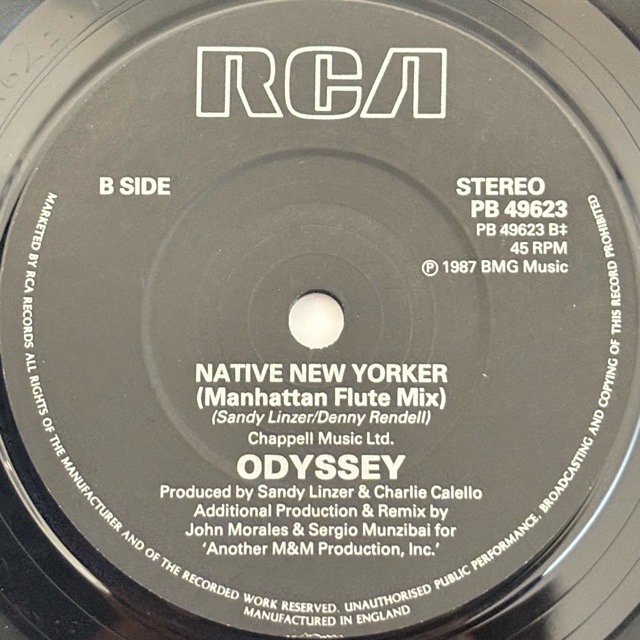 RCA
B SIDE
STEREO
PB 49623
PB 49623 B‡
45 RPM
℗ 1987 BMG Music
NATIVE NEW YORKER
(Manhattan Flute Mix)
(Sandy Linzer/Denny Rendell)
Chappell Music Ltd.
ODYSSEY
Produced by Sandy Linzer & Charlie Calello
Additional Production & Remix by
John Morales & Sergio Munzibai for
'Another M&M Production, Inc.'
MARKETED BY RCA RECORDS ALL RIGHTS OF THE MANUFACTURER AND OF THE RECORDED WORK RESERVED. UNAUTHORISED PUBLIC PERFORMANCE, BROADCASTING AND COPYING OF THIS RECORD PROHIBITED
MANUFACTURED IN ENGLAND